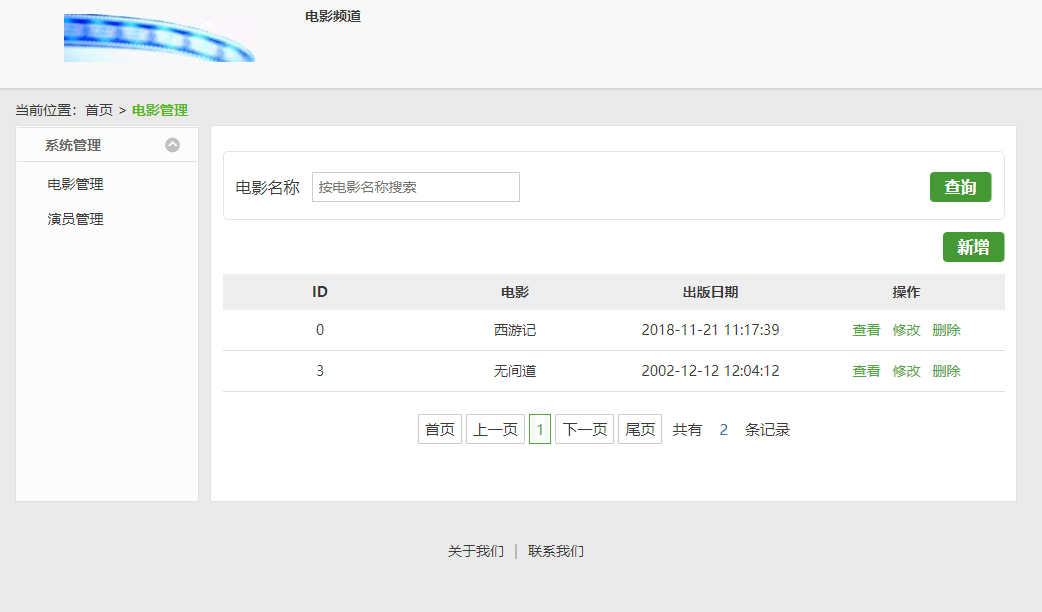 电影频道
当前位置：首页 > 电影管理
系统管理
电影管理
演员管理
电影名称 按电影名称搜索 查询
新增
ID 电影 出版日期 操作
0 西游记 2018-11-21 11:17:39 查看 修改 删除
3 无间道 2002-12-12 12:04:12 查看 修改 删除
首页 上一页 1 下一页 尾页 共有 2 条记录
关于我们 | 联系我们